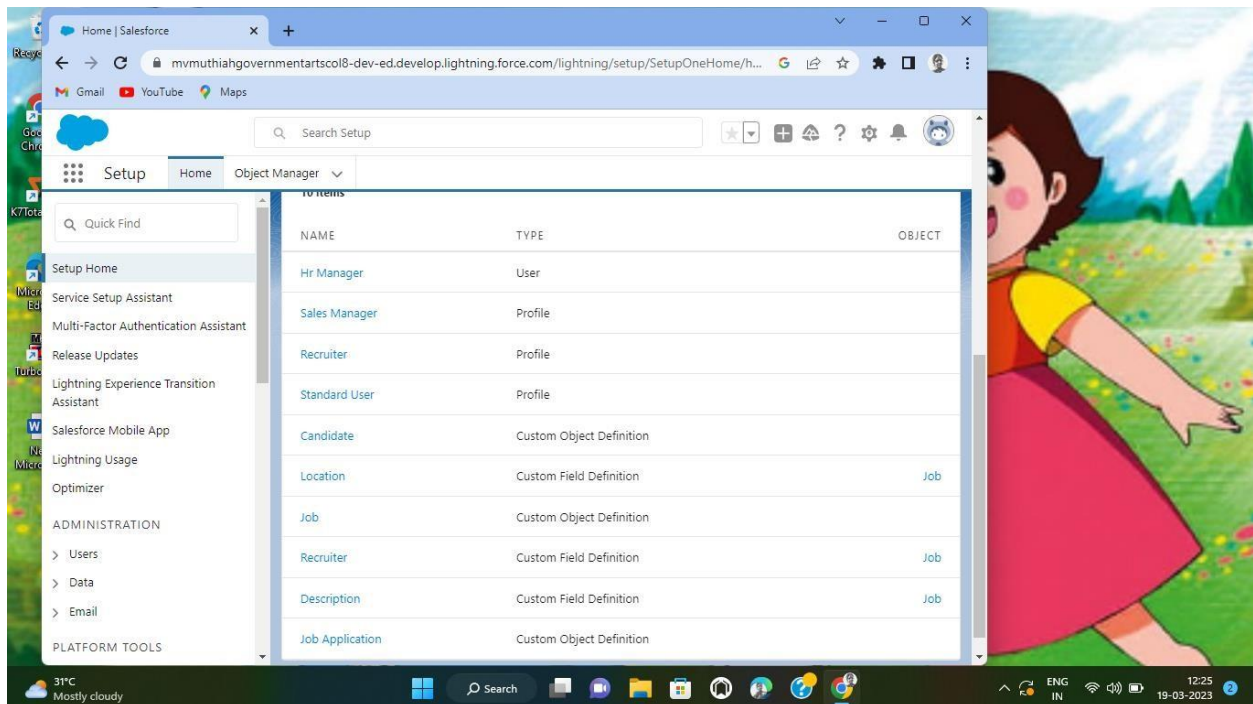 Home | Salesforce
mvmuthiahgovernmentartscol8-dev-ed.develop.lightning.force.com/lightning/setup/SetupOneHome/h...
Gmail YouTube Maps
Search Setup
Setup Home Object Manager
Quick Find
Setup Home
Service Setup Assistant
Multi-Factor Authentication Assistant
Release Updates
Lightning Experience Transition
Assistant
Salesforce Mobile App
Lightning Usage
Optimizer
ADMINISTRATION
Users
Data
Email
PLATFORM TOOLS
10 items
NAME TYPE OBJECT
Hr Manager User
Sales Manager Profile
Recruiter Profile
Standard User Profile
Candidate Custom Object Definition
Location Custom Field Definition Job
Job Custom Object Definition
Recruiter Custom Field Definition Job
Description Custom Field Definition Job
Job Application Custom Object Definition
31°C
Mostly cloudy
Search
ENG
IN
12:25
19-03-2023
2